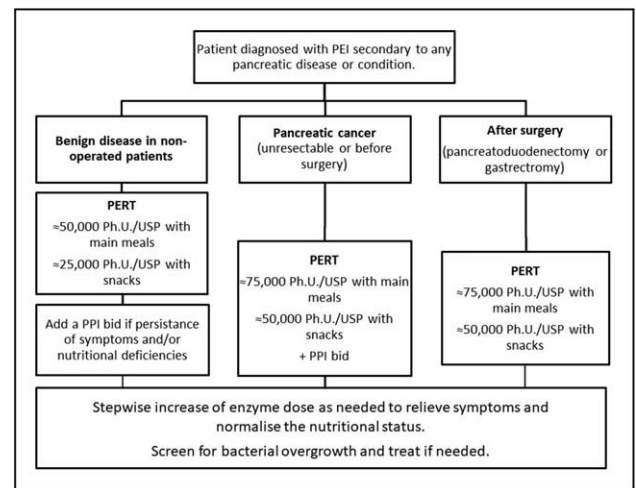 Patient diagnosed with PEI secondary to any
pancreatic disease or condition.
Benign disease in non-
operated patients
Pancreatic cancer
(unresectable or before
surgery)
After surgery
(pancreatoduodenectomy or
gastrectromy)
PERT
≈50,000 Ph.U./USP with
main meals
≈25,000 Ph.U./USP with
snacks
Add a PPI bid if persistance
of symptoms and/or
nutritional deficiencies
PERT
≈75,000 Ph.U./USP with main
meals
≈50,000 Ph.U./USP with
snacks
+ PPI bid
PERT
≈75,000 Ph.U./USP with
main meals
≈50,000 Ph.U./USP with
snacks
Stepwise increase of enzyme dose as needed to relieve symptoms and
normalise the nutritional status.
Screen for bacterial overgrowth and treat if needed.